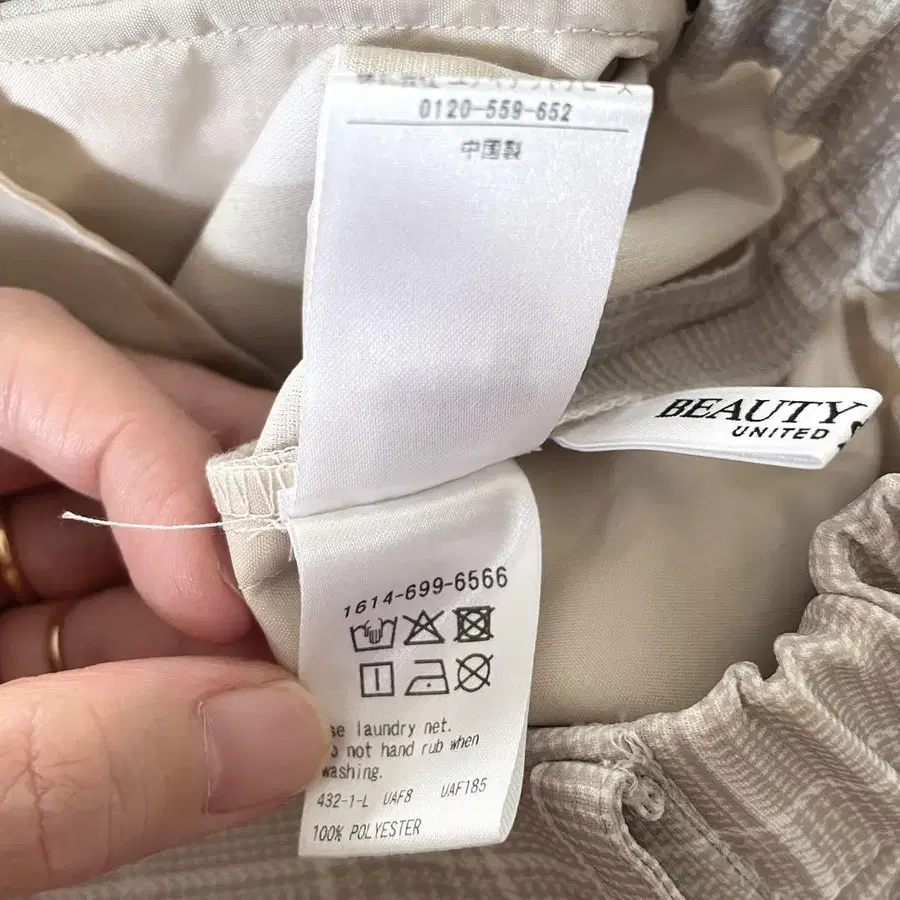 0120-559-652
中国製
BEAUTY
UNITED
1614-699-6566
laundry net.
not hand rub when
washing.
432-1-L UAF8 UAF185
100% POLYESTER